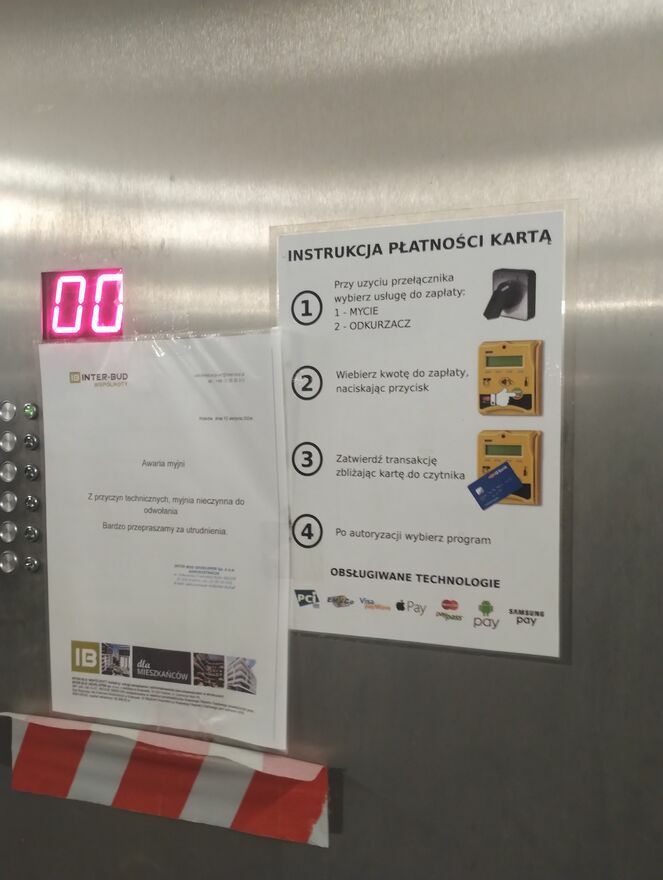 INSTRUKCJA PŁATNOŚCI KARTĄ
1
Przy uzyciu przełącznika
wybierz usługę do zapłaty:
1 - MYCIE
2 - ODKURZACZ
2
Wiebierz kwotę do zapłaty,
naciskając przycisk
3
Zatwierdź transakcję
zbliżając kartę do czytnika
4
Po autoryzacji wybierz program
OBSŁUGIWANE TECHNOLOGIE
PCI
Visa
Pay
paypass
pay
SAMSUNG
pay
00
IB INTER-BUD
WSPÓLNOTY
Awaria myjni
Z przyczyn technicznych, myjnia nieczynna do
odwołania
Bardzo przepraszamy za utrudnienia.
IB
dla
MIESZKAŃCÓW